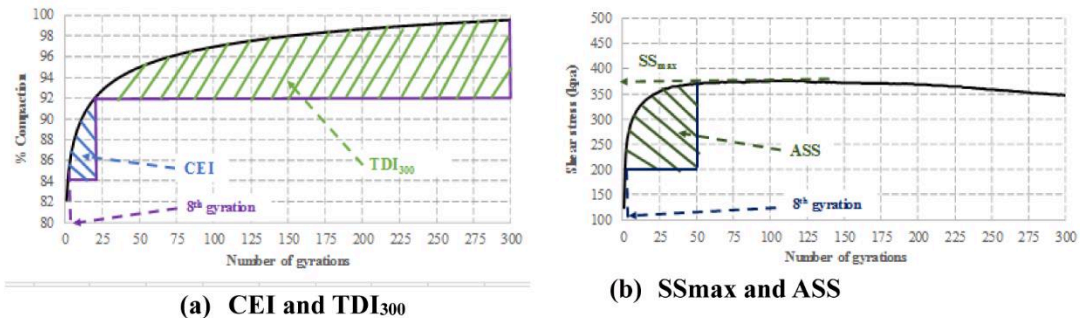 % Compaction
100
98
96
94
92
90
88
86
84
82
80
CEI
TDI300
8th gyration
0 25 50 75 100 125 150 175 200 225 250 275 300
Number of gyrations
(a) CEI and TDI300
Shear stress (kpa)
500
450
400
350
300
250
200
150
100
SSmax
ASS
8th gyration
0 25 50 75 100 125 150 175 200 225 250 275 300
Number of gyrations
(b) SSmax and ASS